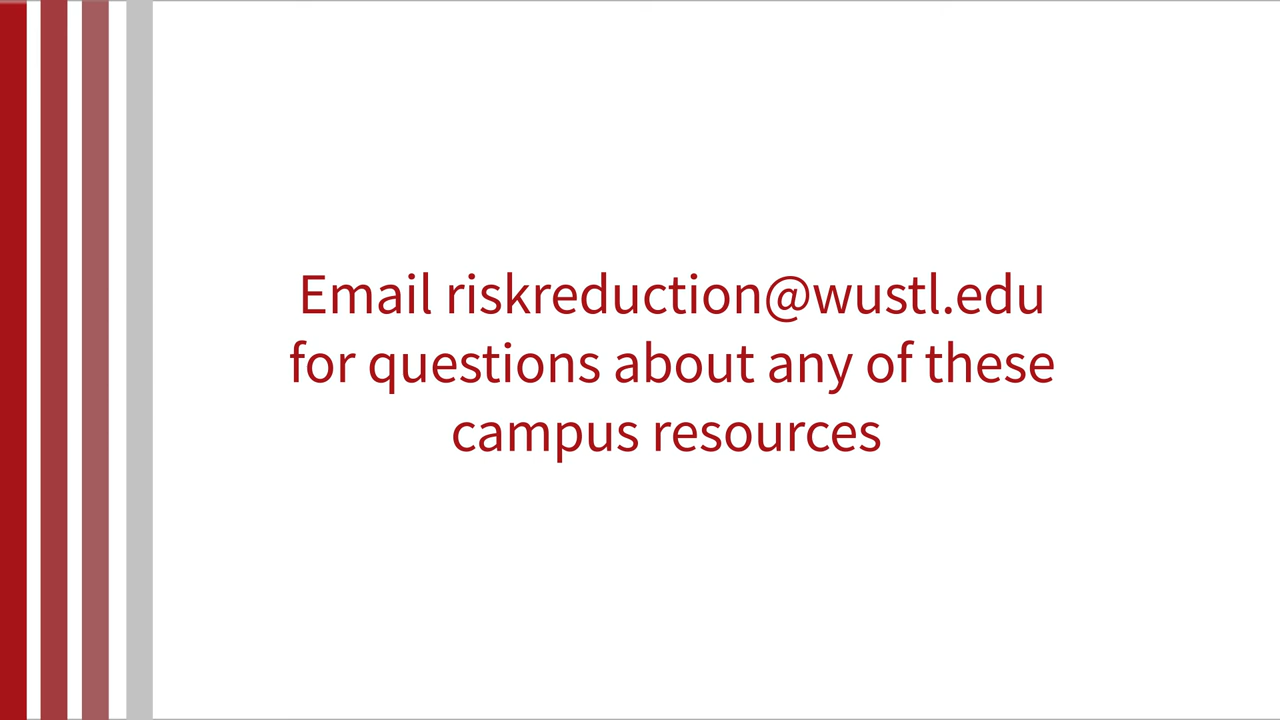 Email riskreduction@wustl.edu
for questions about any of these
campus resources